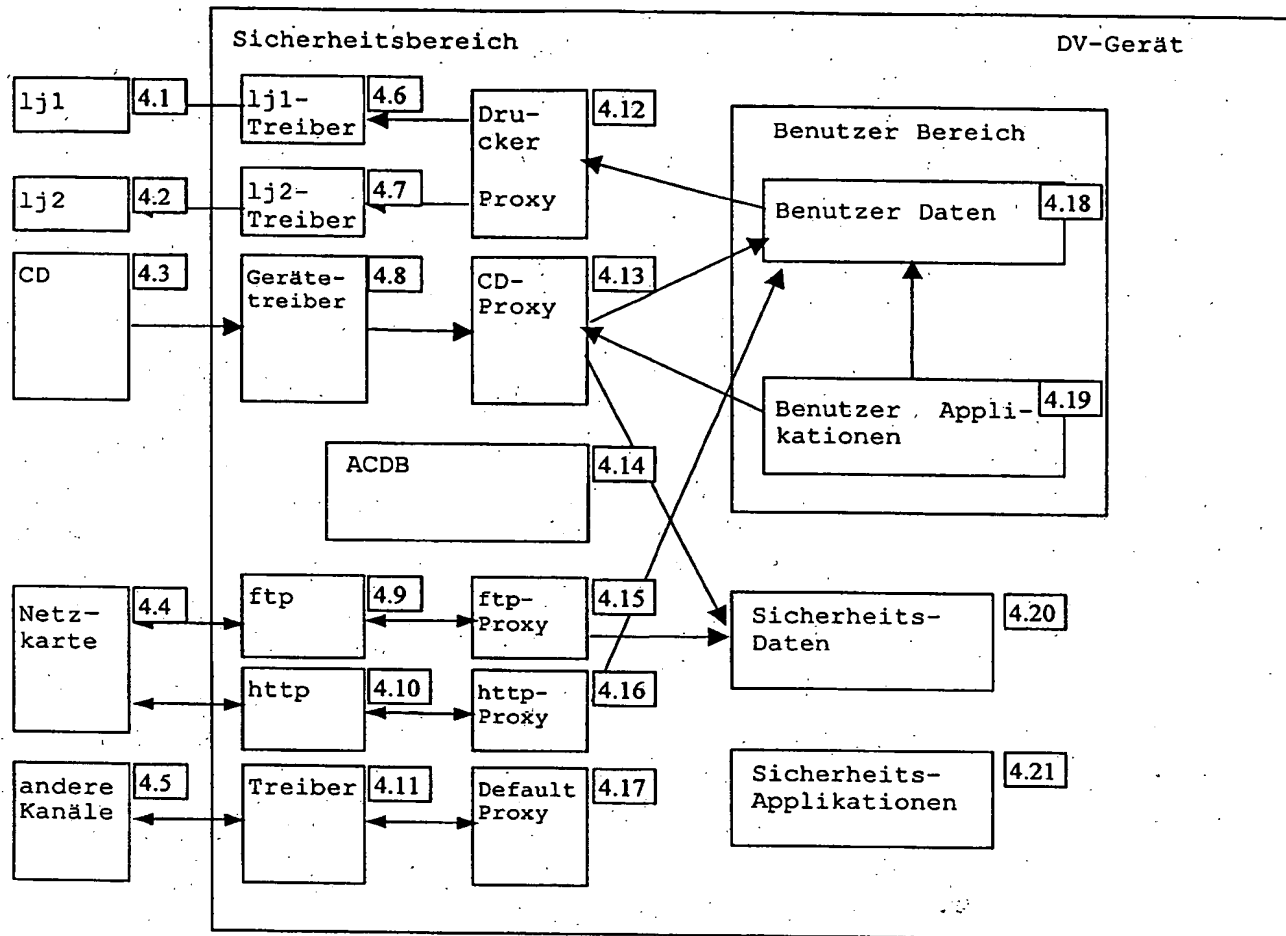 Sicherheitsbereich
DV-Gerät
lj1
4.1
lj1-
Treiber
4.6
Dru-
cker
Proxy
4.12
Benutzer Bereich
lj2
4.2
lj2-
Treiber
4.7
Benutzer Daten
4.18
CD
4.3
Geräte-
treiber
4.8
CD-
Proxy
4.13
Benutzer Appli-
kationen
4.19
ACDB
4.14
Netz-
karte
4.4
ftp
4.9
ftp-
Proxy
4.15
Sicherheits-
Daten
4.20
http
4.10
http-
Proxy
4.16
andere
Kanäle
4.5
Treiber
4.11
Default
Proxy
4.17
Sicherheits-
Applikationen
4.21